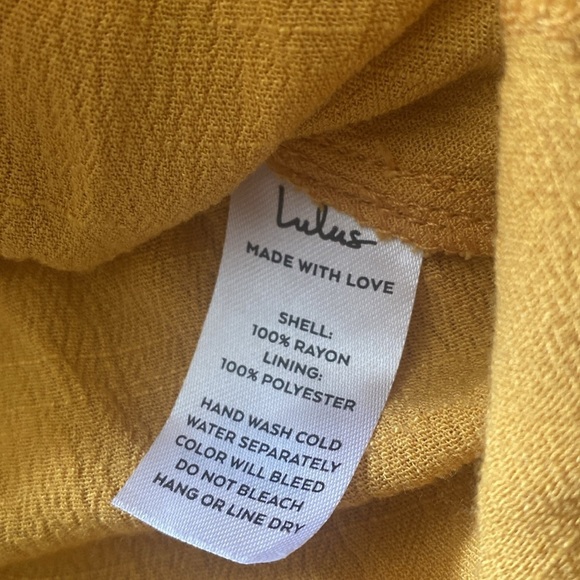 Lulus
MADE WITH LOVE
SHELL:
100% RAYON
LINING:
100% POLYESTER
HAND WASH COLD
WATER SEPARATELY
COLOR WILL BLEED
DO NOT BLEACH
HANG OR LINE DRY